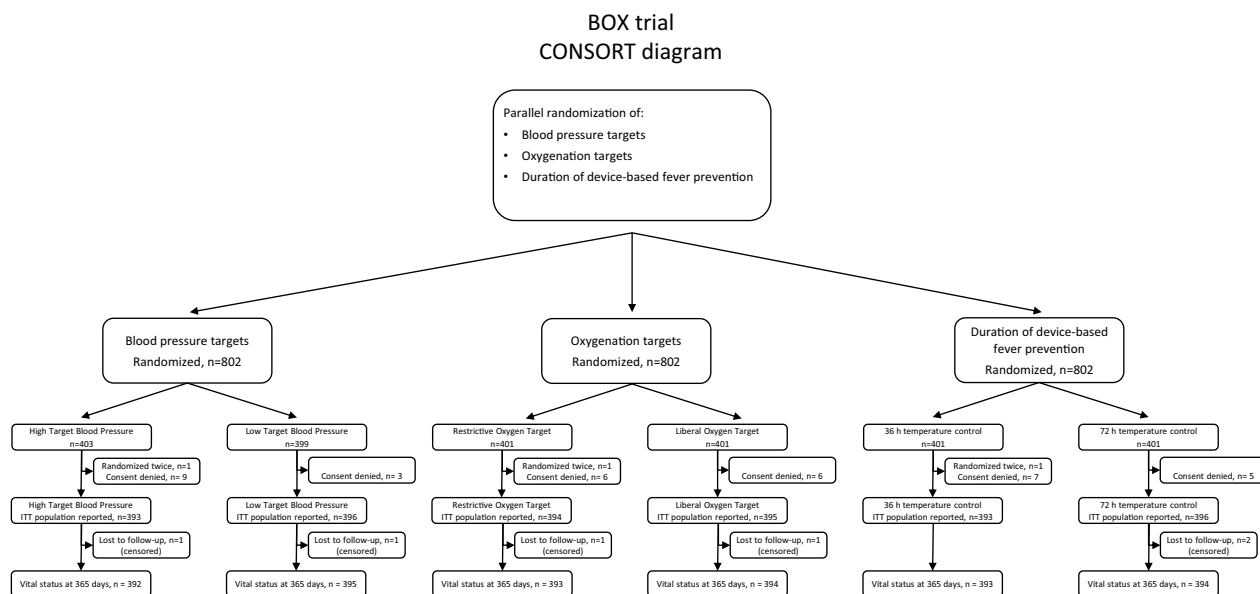 BOX trial
CONSORT diagram
Parallel randomization of:
• Blood pressure targets
• Oxygenation targets
• Duration of device-based fever prevention
Blood pressure targets
Randomized, n=802
Oxygenation targets
Randomized, n=802
Duration of device-based
fever prevention
Randomized, n=802
High Target Blood Pressure
n=403
Low Target Blood Pressure
n=399
Restrictive Oxygen Target
n=401
Liberal Oxygen Target
n=401
36 h temperature control
n=401
72 h temperature control
n=401
Randomized twice, n=1
Consent denied, n= 9
Consent denied, n= 3
Randomized twice, n=1
Consent denied, n= 6
Consent denied, n= 6
Randomized twice, n=1
Consent denied, n= 7
Consent denied, n= 5
High Target Blood Pressure
ITT population reported, n=393
Low Target Blood Pressure
ITT population reported, n=396
Restrictive Oxygen Target
ITT population reported, n=394
Liberal Oxygen Target
ITT population reported, n=395
36 h temperature control
ITT population reported, n=393
72 h temperature control
ITT population reported, n=396
Lost to follow-up, n=1
(censored)
Lost to follow-up, n=1
(censored)
Lost to follow-up, n=1
(censored)
Lost to follow-up, n=1
(censored)
Lost to follow-up, n=2
(censored)
Vital status at 365 days, n = 392
Vital status at 365 days, n = 395
Vital status at 365 days, n = 393
Vital status at 365 days, n = 394
Vital status at 365 days, n = 393
Vital status at 365 days, n = 394